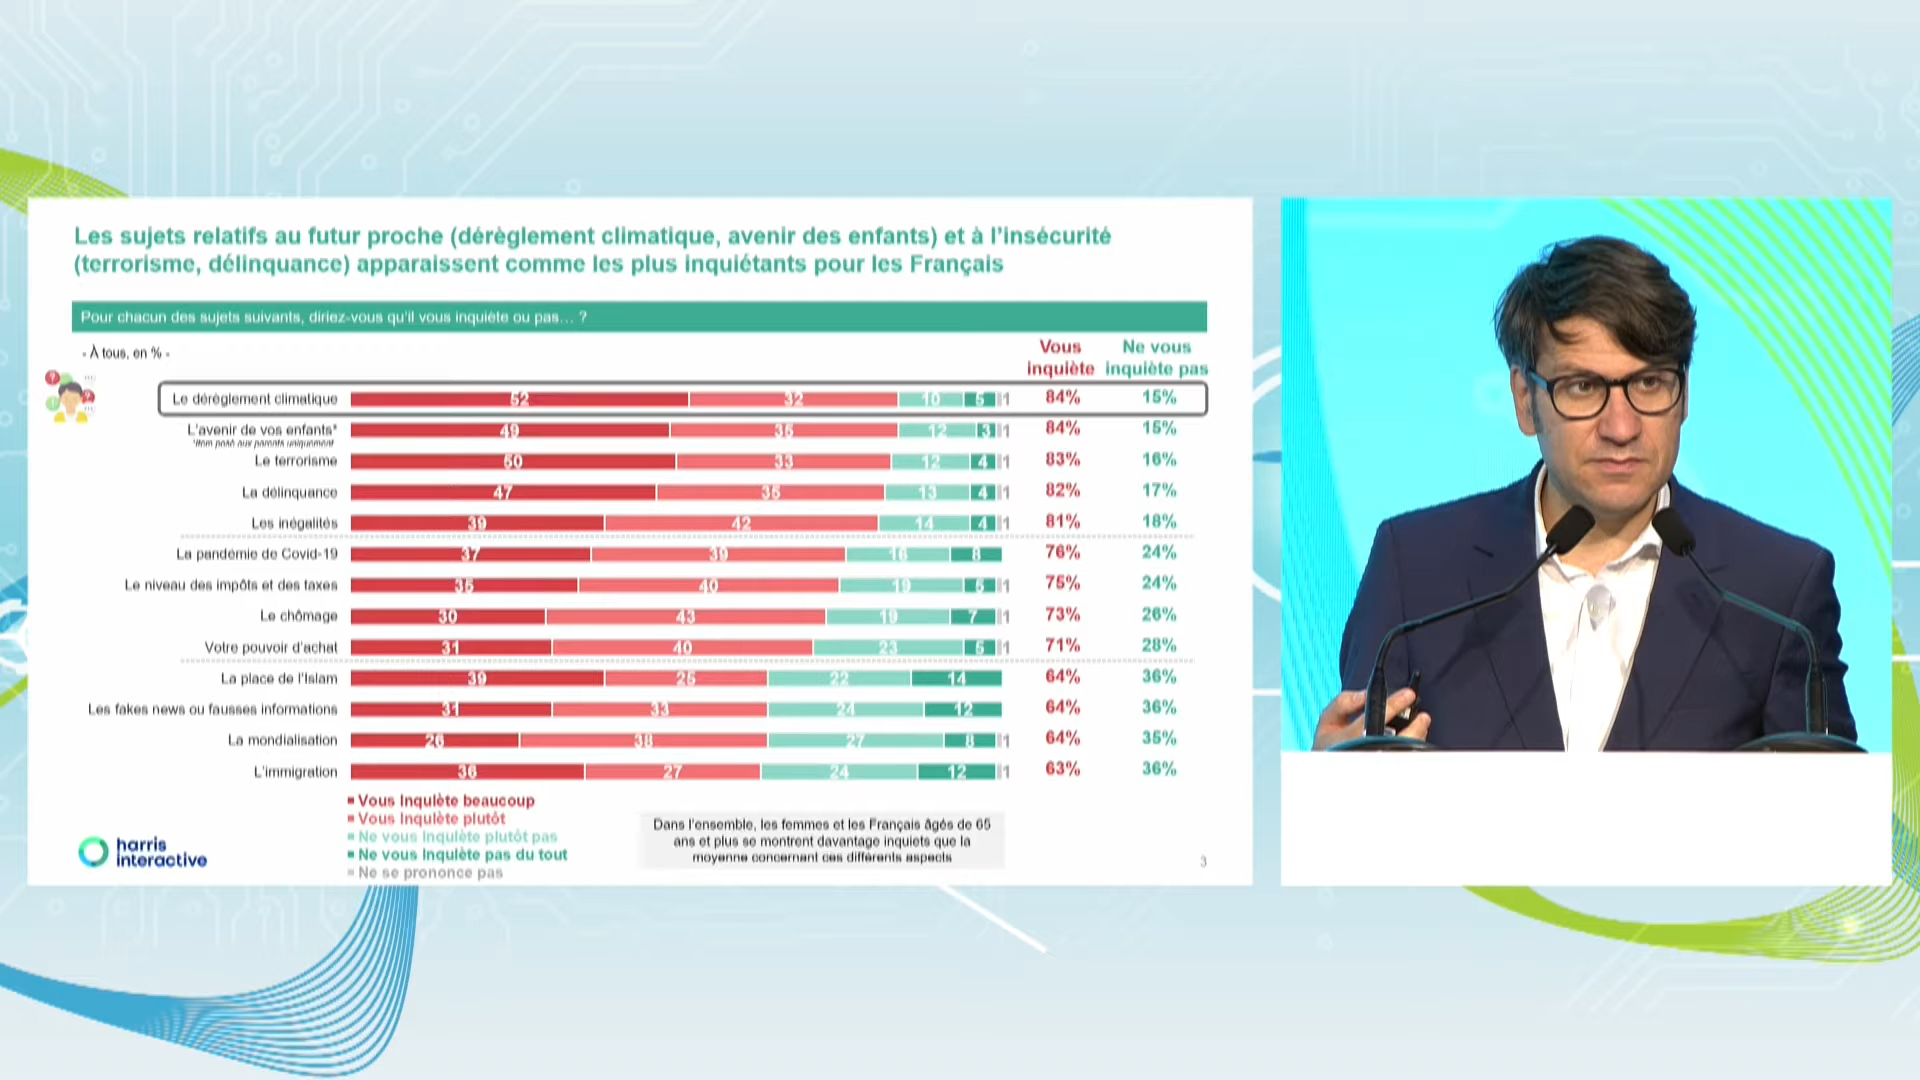 Les sujets relatifs au futur proche (dérèglement climatique, avenir des enfants) et à l'insécurité
(terrorisme, délinquance) apparaissent comme les plus inquiétants pour les Français
Pour chacun des sujets suivants, diriez-vous qu'il vous inquiète ou pas… ?
- À tous, en % -
Vous inquiète
Ne vous inquiète pas
Le dérèglement climatique 52 32 10 5 1 84% 15%
L'avenir de vos enfants* 49 35 12 3 1 84% 15%
*Item posé aux parents uniquement
Le terrorisme 50 33 12 4 1 83% 16%
La délinquance 47 35 13 4 1 82% 17%
Les inégalités 39 42 14 4 1 81% 18%
La pandémie de Covid-19 37 39 16 8 76% 24%
Le niveau des impôts et des taxes 35 40 19 5 1 75% 24%
Le chômage 30 43 19 7 1 73% 26%
Votre pouvoir d'achat 31 40 23 5 1 71% 28%
La place de l'Islam 39 25 22 14 64% 36%
Les fakes news ou fausses informations 31 33 24 12 64% 36%
La mondialisation 26 38 27 8 1 64% 35%
L'immigration 36 27 24 12 1 63% 36%
Vous inquiète beaucoup
Vous inquiète plutôt
Ne vous inquiète plutôt pas
Ne vous inquiète pas du tout
Ne se prononce pas
Dans l'ensemble, les femmes et les Français âgés de 65
ans et plus se montrent davantage inquiets que la
moyenne concernant ces différents aspects
harris
interactive
3